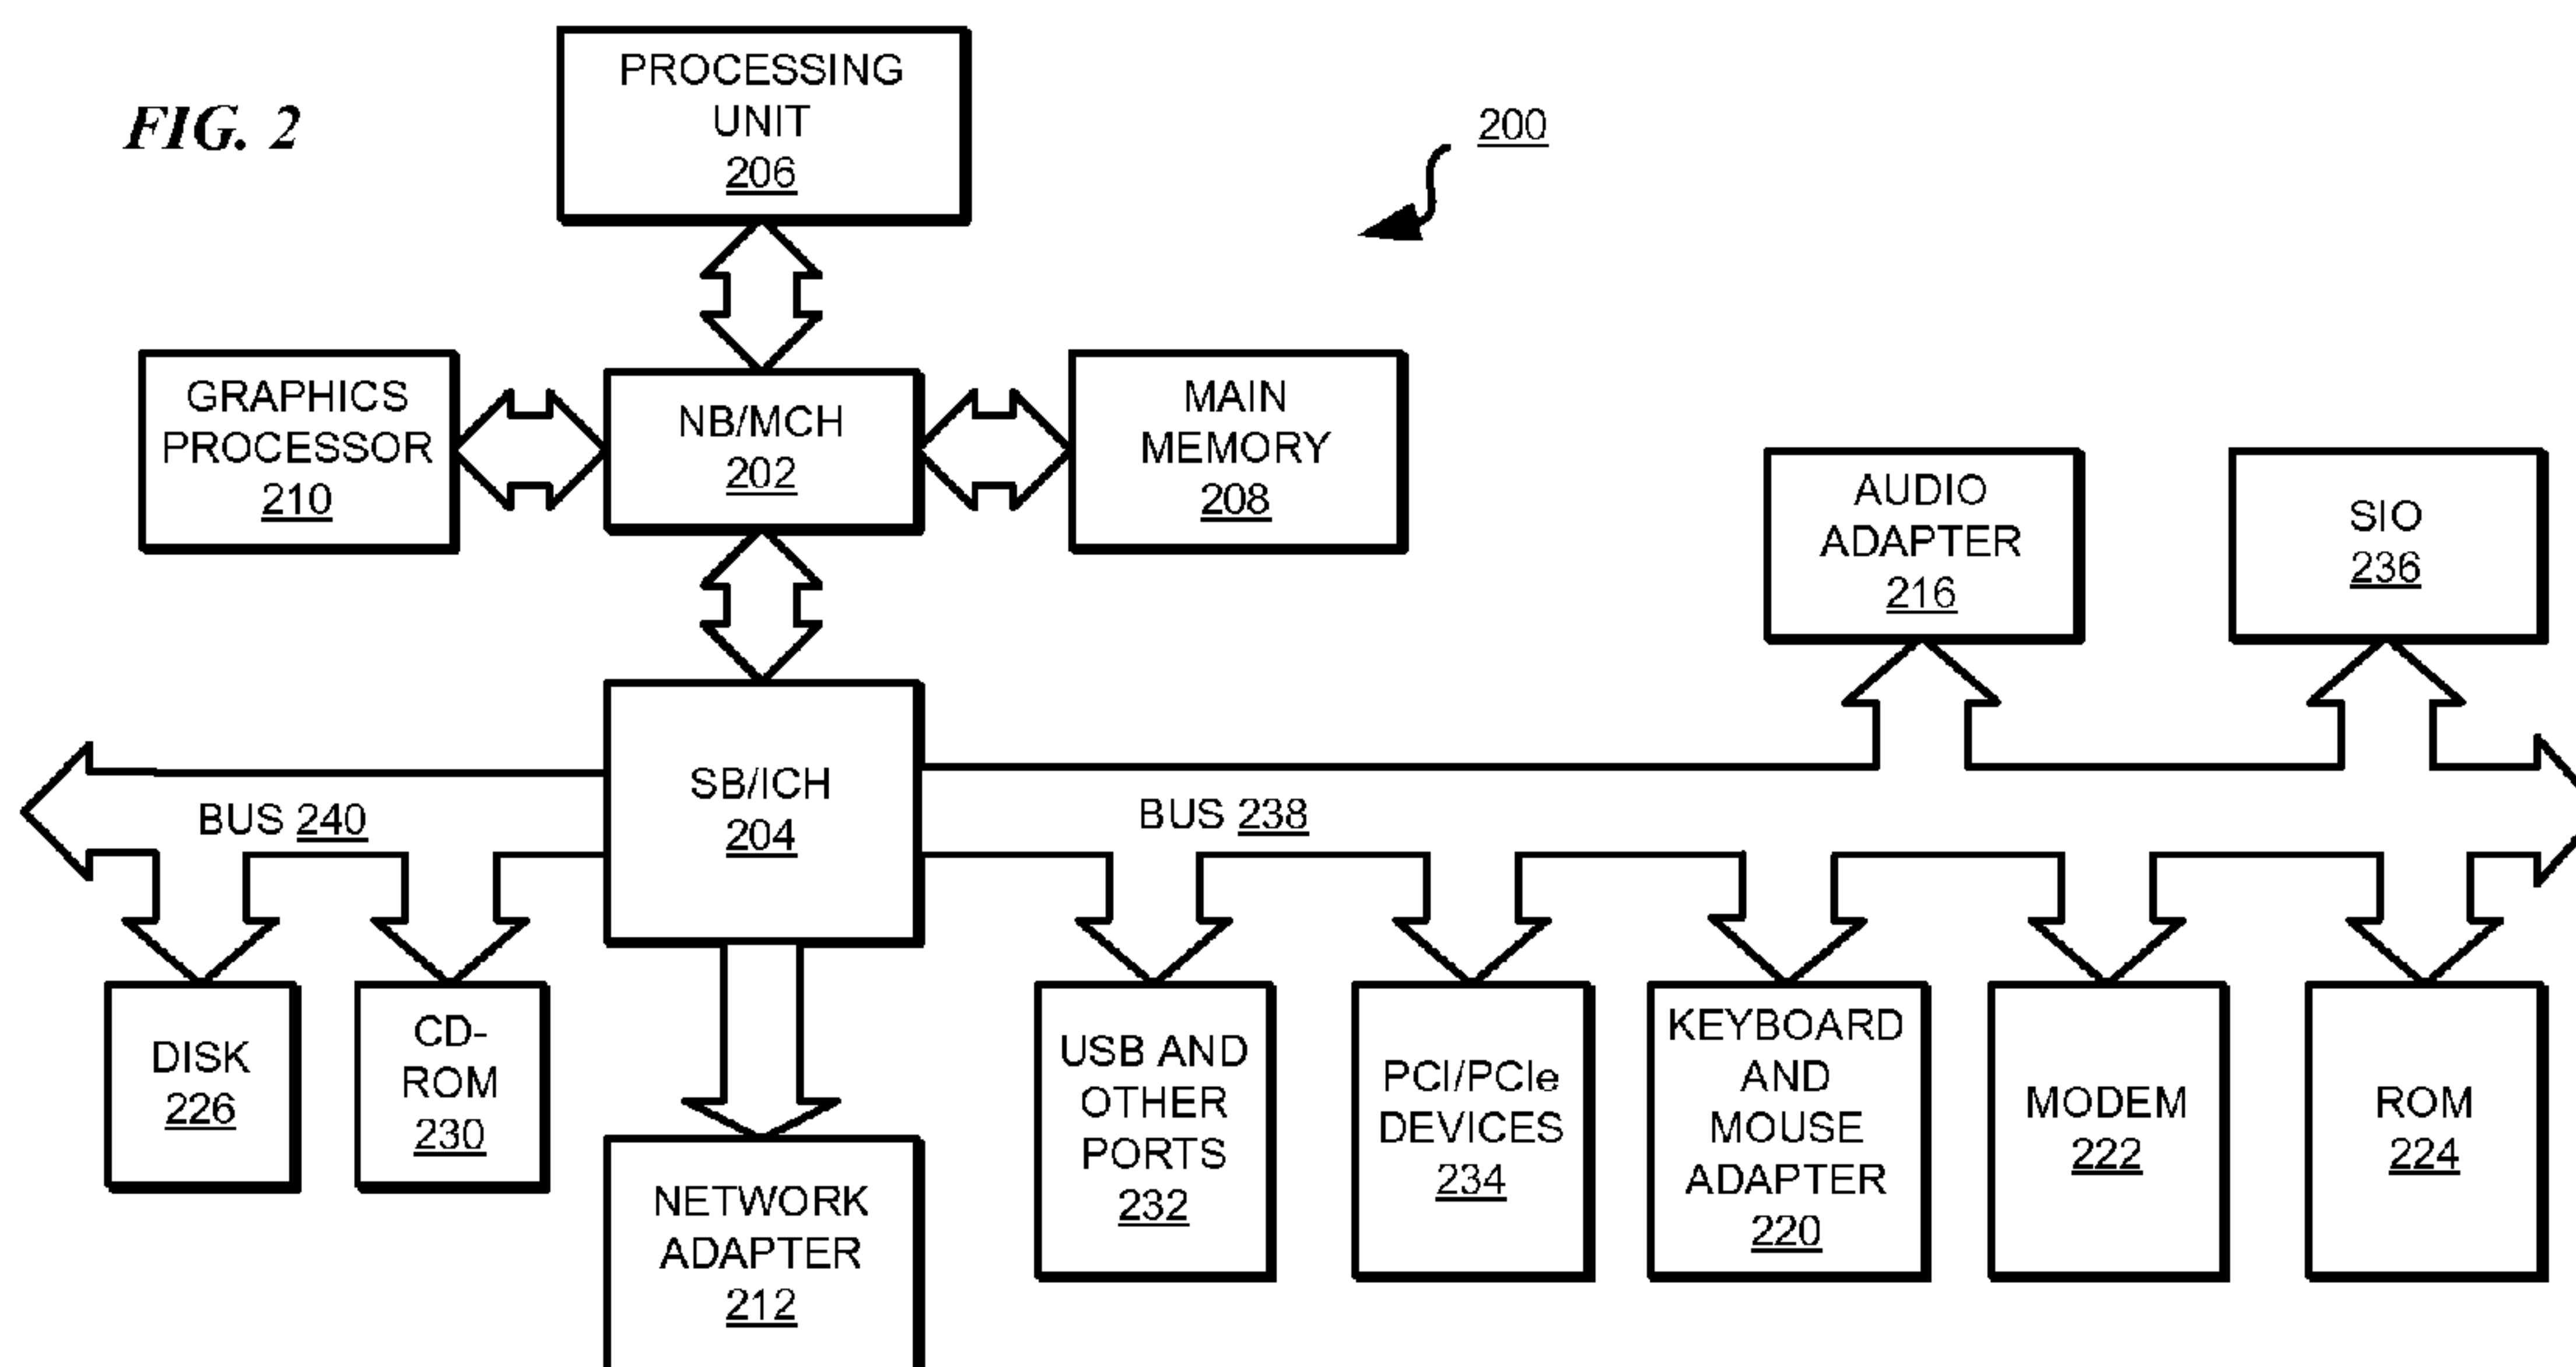 FIG. 2
PROCESSING
UNIT
206
200
GRAPHICS
PROCESSOR
210
NB/MCH
202
MAIN
MEMORY
208
AUDIO
ADAPTER
216
SIO
236
SB/ICH
204
BUS 240
BUS 238
DISK
226
CD-
ROM
230
NETWORK
ADAPTER
212
USB AND
OTHER
PORTS
232
PCI/PCIe
DEVICES
234
KEYBOARD
AND
MOUSE
ADAPTER
220
MODEM
222
ROM
224